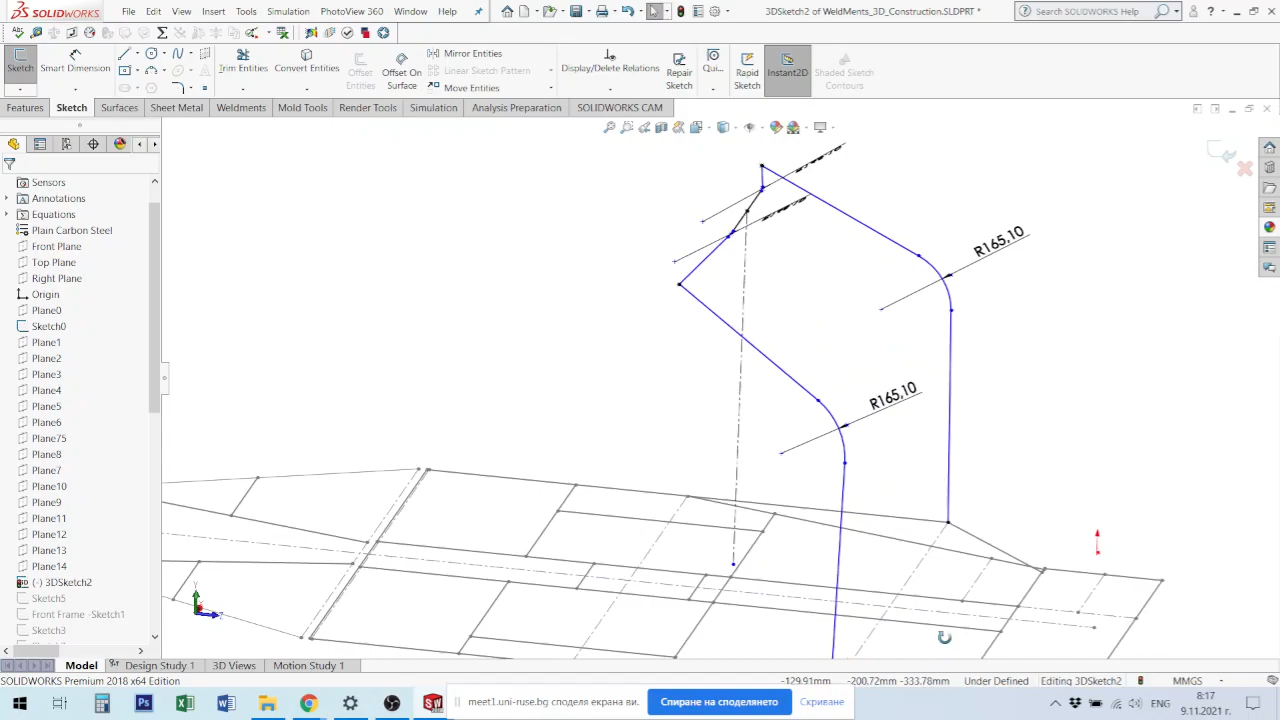 SOLIDWORKS File Edit View Insert Tools Simulation PhotoView 360 Window Help 3DSketch2 of WeldMents_3D_Construction.SLDPRT * Search SOLIDWORKS Help
Sketch Smart Dimension Trim Entities Convert Entities Offset Entities Offset On Surface Mirror Entities Linear Sketch Pattern Move Entities Display/Delete Relations Repair Sketch Qui... Rapid Sketch Instant2D Shaded Sketch Contours
Features Sketch Surfaces Sheet Metal Weldments Mold Tools Render Tools Simulation Analysis Preparation SOLIDWORKS CAM
Sensors
Annotations
Equations
Plain Carbon Steel
Front Plane
Top Plane
Right Plane
Origin
Plane0
Sketch0
Plane1
Plane2
Plane3
Plane4
Plane5
Plane6
Plane75
Plane8
Plane7
Plane10
Plane9
Plane11
Plane12
Plane13
Plane14
(-) 3DSketch2
Sketch5
Front Frame -Sketch1
Sketch3
R165,10
R165,10
Y
Z
Model Design Study 1 3D Views Motion Study 1
SOLIDWORKS Premium 2018 x64 Edition -129.91mm -200.72mm -333.78mm Under Defined Editing 3DSketch2 MMGS
meet1.uni-ruse.bg споделя екрана ви. Спиране на споделянето Скриване
ENG 8:17
9.11.2021 г.